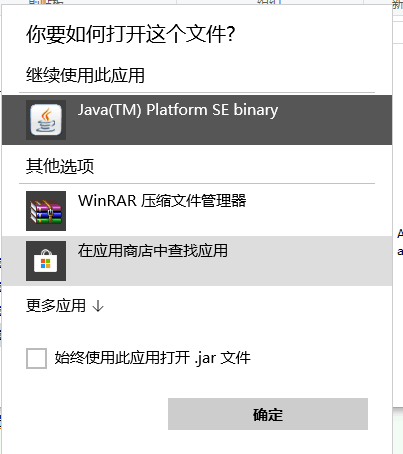 你要如何打开这个文件?
继续使用此应用
Java(TM) Platform SE binary
其他选项
WinRAR 压缩文件管理器
在应用商店中查找应用
更多应用 ↓
始终使用此应用打开 .jar 文件
确定